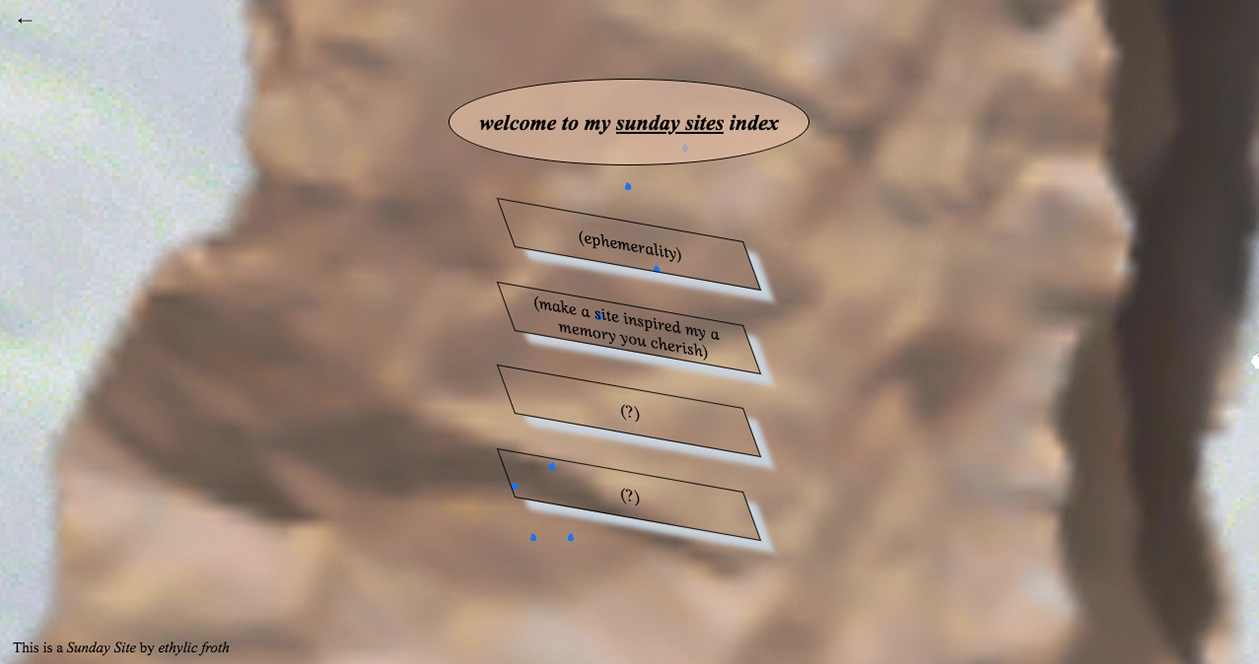 ←
welcome to my sunday sites index
(ephemerality)
(make a site inspired my a
memory you cherish)
(?)
(?)
This is a Sunday Site by ethylic froth